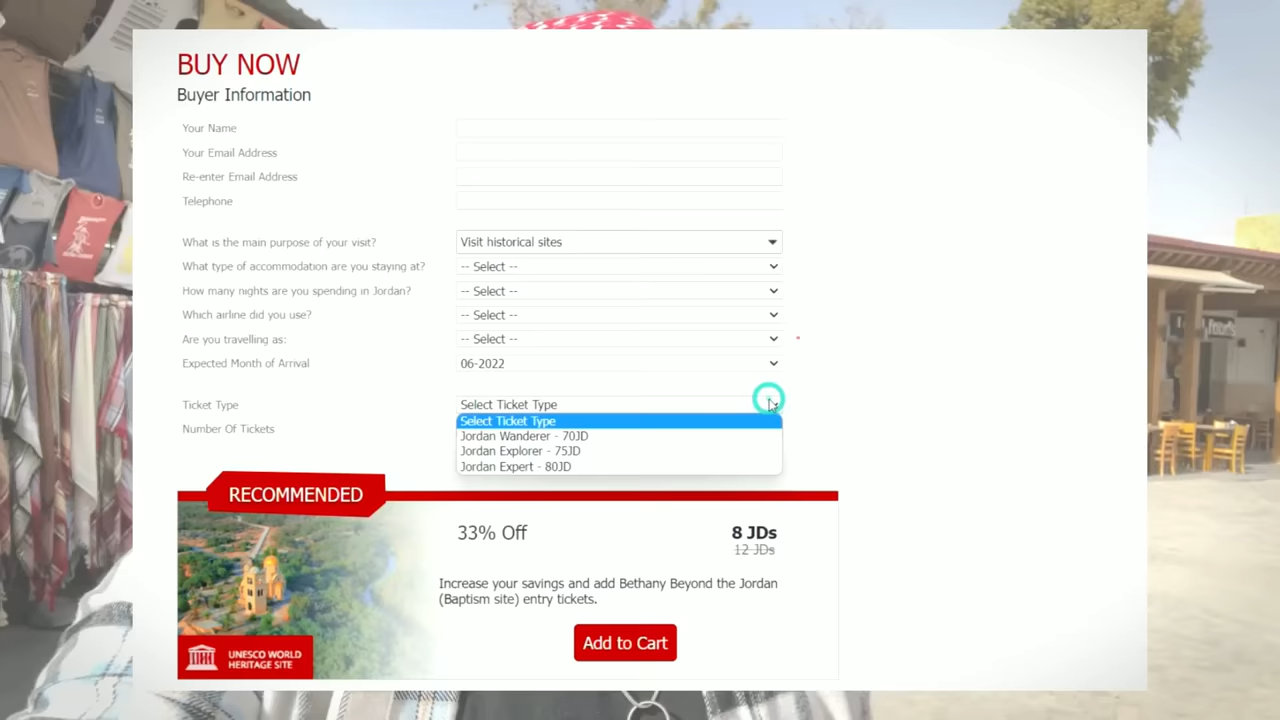 BUY NOW
Buyer Information
Your Name
Your Email Address
Re-enter Email Address
Telephone
What is the main purpose of your visit? Visit historical sites
What type of accommodation are you staying at? -- Select --
How many nights are you spending in Jordan? -- Select --
Which airline did you use? -- Select --
Are you travelling as: -- Select -- *
Expected Month of Arrival 06-2022
Ticket Type Select Ticket Type
Select Ticket Type
Number Of Tickets
Jordan Wanderer - 70JD
Jordan Explorer - 75JD
Jordan Expert - 80JD
RECOMMENDED
33% Off 8 JDs
12 JDs
Increase your savings and add Bethany Beyond the Jordan
(Baptism site) entry tickets.
Add to Cart
UNESCO WORLD
HERITAGE SITE